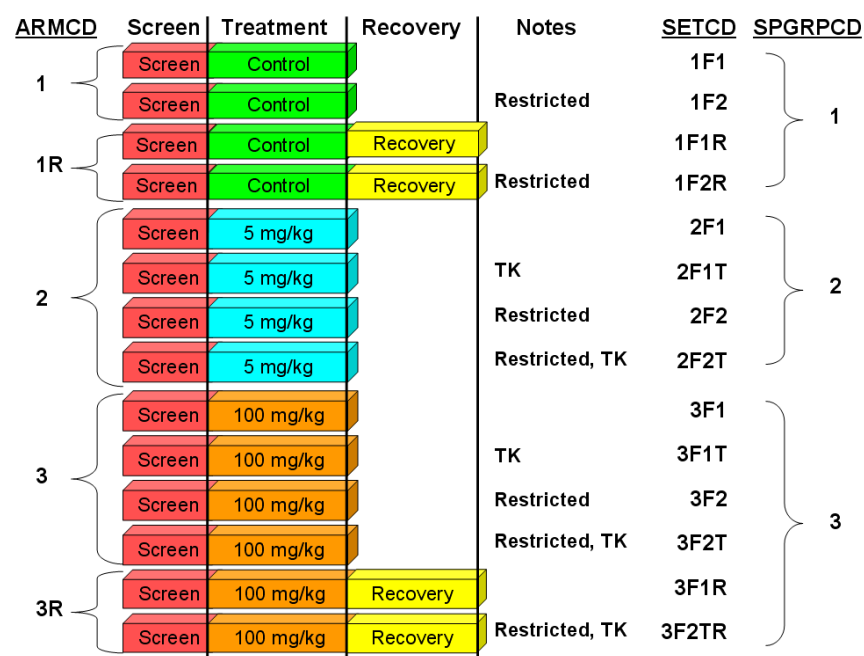 ARMCD Screen Treatment Recovery Notes SETCD SPGRPCD
Screen Control 1F1
1
Screen Control Restricted 1F2
1
Screen Control Recovery 1F1R
1R
Screen Control Recovery Restricted 1F2R
Screen 5 mg/kg 2F1
Screen 5 mg/kg TK 2F1T
2 2
Screen 5 mg/kg Restricted 2F2
Screen 5 mg/kg Restricted, TK 2F2T
Screen 100 mg/kg 3F1
Screen 100 mg/kg TK 3F1T
3
Screen 100 mg/kg Restricted 3F2
3
Screen 100 mg/kg Restricted, TK 3F2T
Screen 100 mg/kg Recovery 3F1R
3R
Screen 100 mg/kg Recovery Restricted, TK 3F2TR